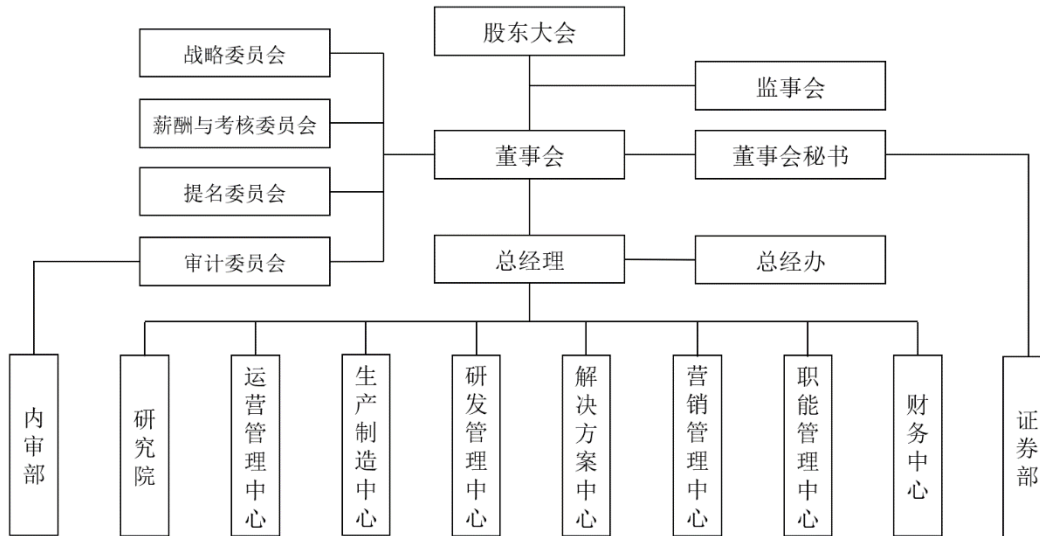 股东大会
战略委员会
监事会
薪酬与考核委员会
董事会
董事会秘书
提名委员会
审计委员会
总经理
总经办
内审部
研究院
运营管理中心
生产制造中心
研发管理中心
解决方案中心
营销管理中心
职能管理中心
财务中心
证券部